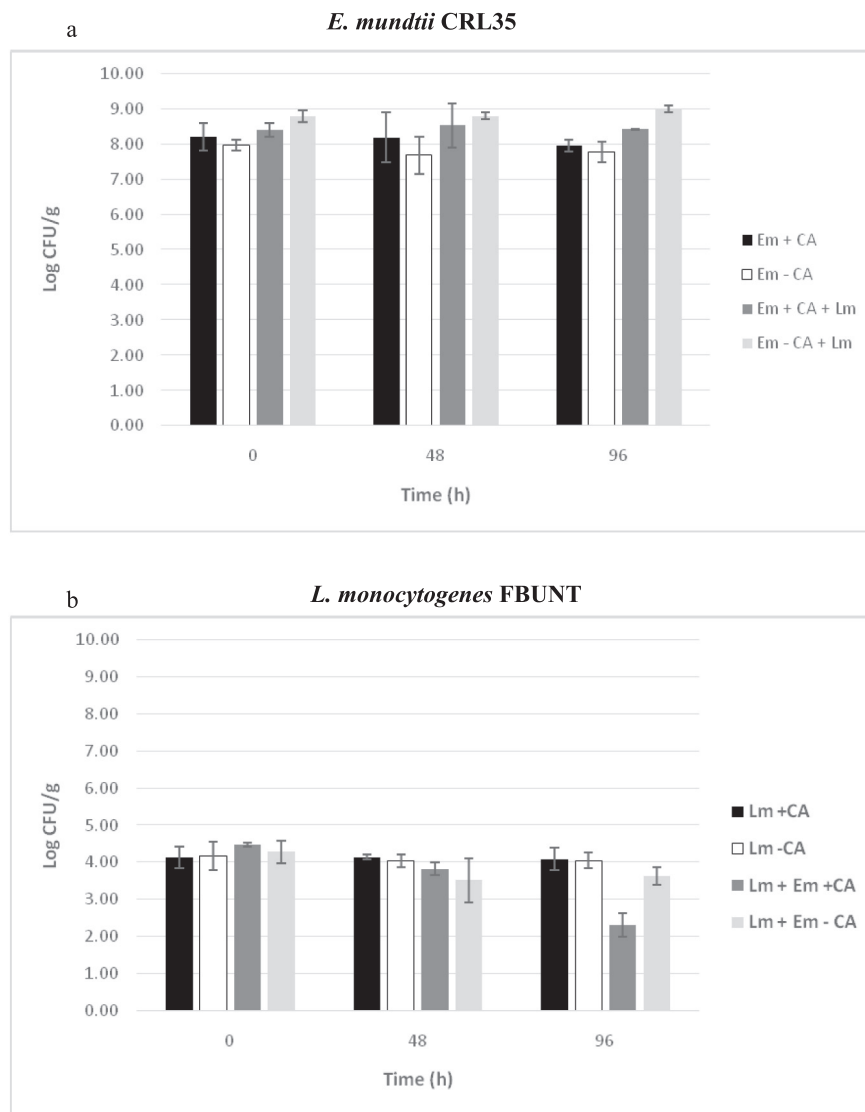 a
E. mundtii CRL35
10.00
9.00
8.00
7.00
6.00
5.00
4.00
3.00
2.00
1.00
0.00
Log CFU/g
0 48 96
Time (h)
Em + CA
Em - CA
Em + CA + Lm
Em - CA + Lm
b
L. monocytogenes FBUNT
10.00
9.00
8.00
7.00
6.00
5.00
4.00
3.00
2.00
1.00
0.00
Log CFU/g
0 48 96
Time (h)
Lm +CA
Lm -CA
Lm + Em +CA
Lm + Em - CA